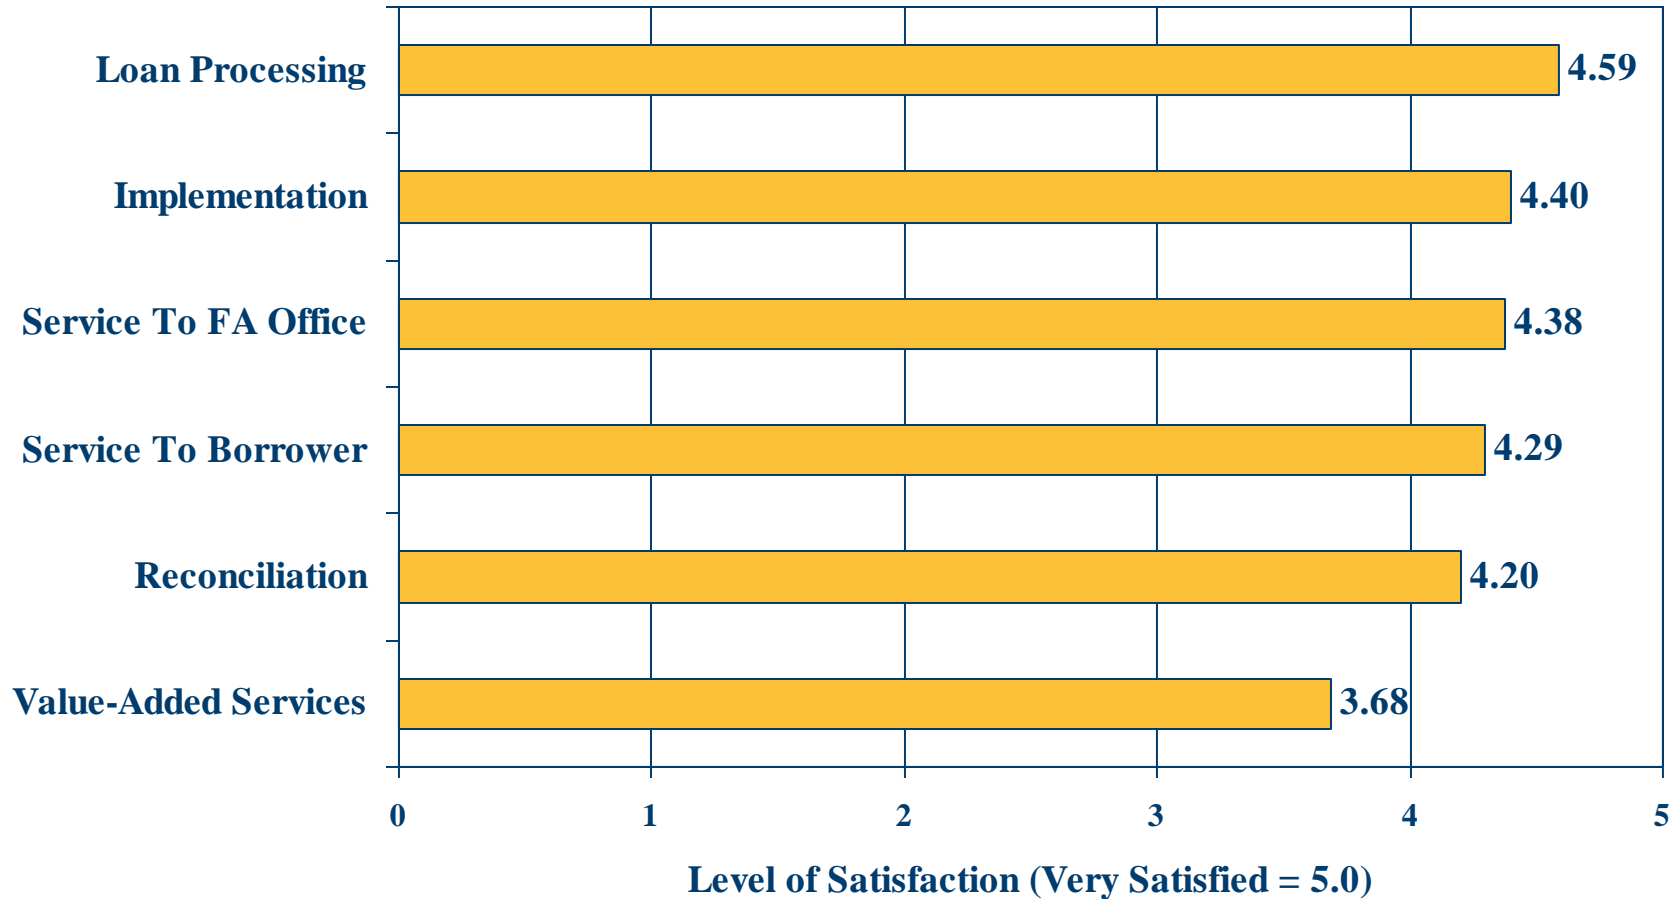 Loan Processing 4.59
Implementation 4.40
Service To FA Office 4.38
Service To Borrower 4.29
Reconciliation 4.20
Value-Added Services 3.68
0 1 2 3 4 5
Level of Satisfaction (Very Satisfied = 5.0)